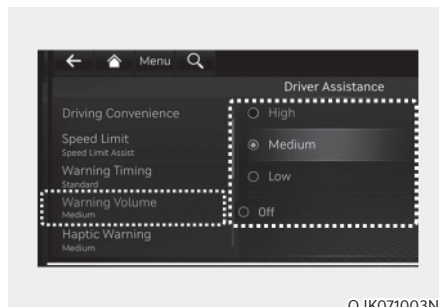 Menu
Driver Assistance
Driving Convenience
Speed Limit
Speed Limit Assist
Warning Timing
Standard
Warning Volume
Medium
Haptic Warning
Medium
High
Medium
Low
Off
OJK071003N